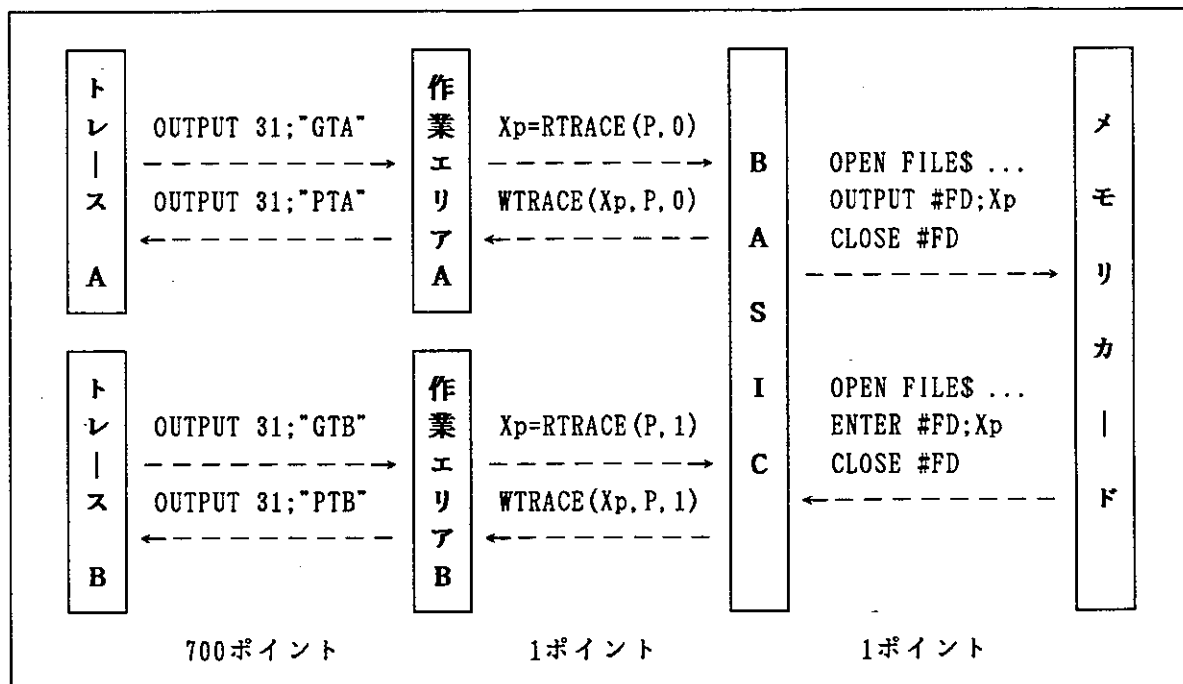 トレース A
OUTPUT 31;"GTA"
OUTPUT 31;"PTA"
作業エリア A
Xp=RTRACE(P,0)
WTRACE(Xp,P,0)
トレース B
OUTPUT 31;"GTB"
OUTPUT 31;"PTB"
作業エリア B
Xp=RTRACE(P,1)
WTRACE(Xp,P,1)
BASIC
OPEN FILE$ ...
OUTPUT #FD;Xp
CLOSE #FD
OPEN FILE$ ...
ENTER #FD;Xp
CLOSE #FD
メモリカード
700ポイント
1ポイント
1ポイント